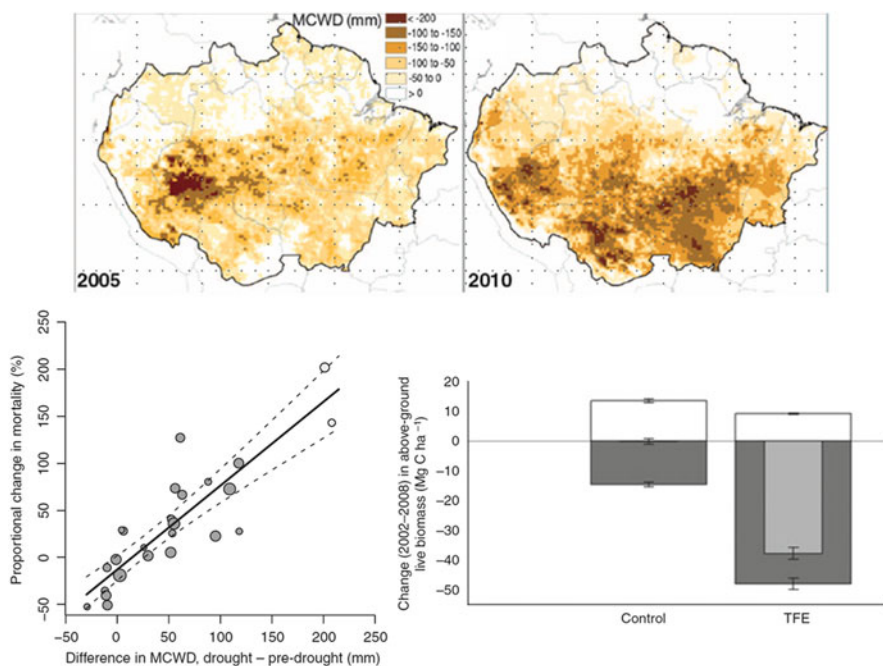 MCWD (mm)
< -200
-100 to -150
-150 to -100
-100 to -50
-50 to 0
> 0
2005
2010
Proportional change in mortality (%)
250
200
150
100
50
0
-50
-50 0 50 100 150 200 250
Difference in MCWD, drought – pre-drought (mm)
Change (2002–2008) in above-ground
live biomass (Mg C ha⁻¹)
20
10
0
-10
-20
-30
-40
-50
Control TFE